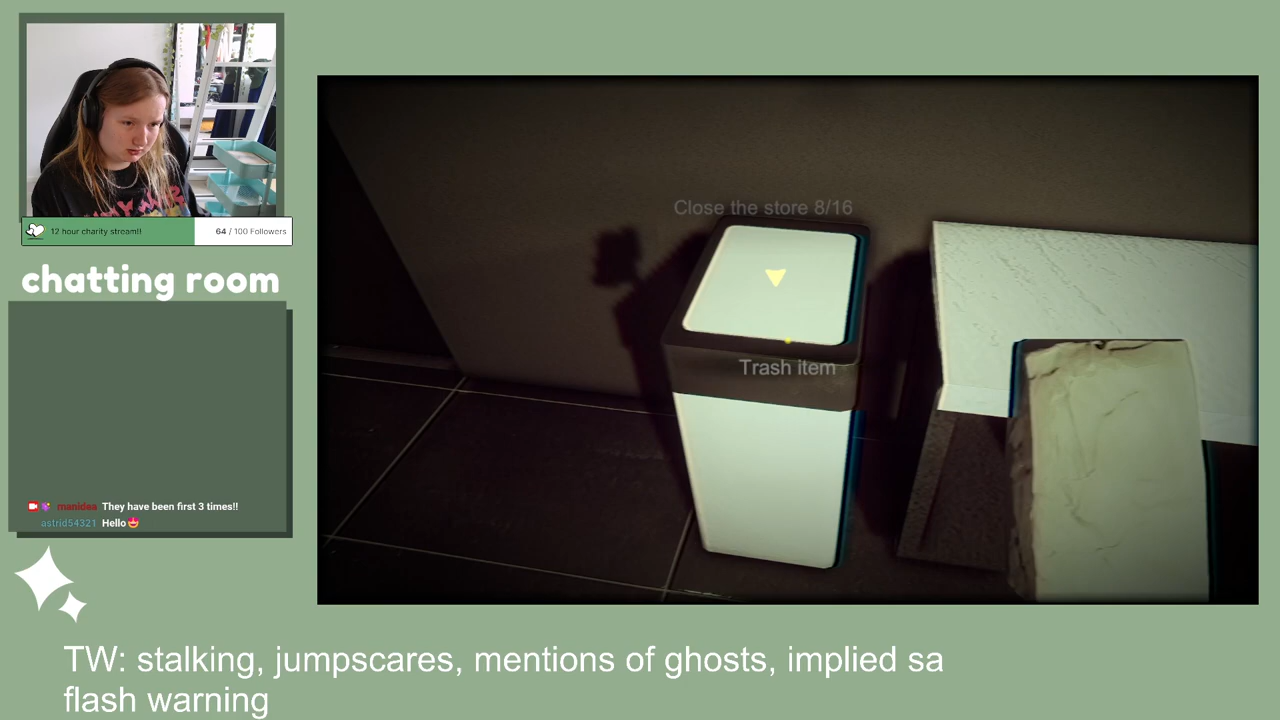 12 hour charity stream!!
64 / 100 Followers
chatting room
manidea They have been first 3 times!!
astrid54321 Hello
Close the store 8/16
Trash item
TW: stalking, jumpscares, mentions of ghosts, implied sa
flash warning